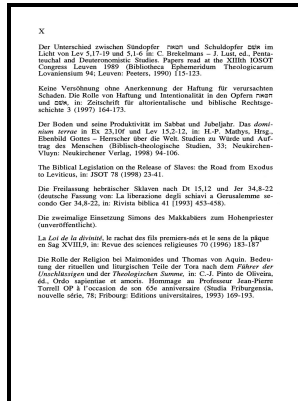 X
Der Unterschied zwischen Sündopfer חטאת und Schuldopfer אשם im
Licht von Lev 5,17-19 und 5,1-6 in: C. Brekelmans – J. Lust, ed., Penta-
teuchal and Deuteronomistic Studies. Papers read at the XIIIth IOSOT
Congress Leuven 1989 (Bibliotheca Ephemeridum Theologicarum
Lovaniensium 94; Leuven: Peeters, 1990) 115-123.
Keine Versöhnung ohne Anerkennung der Haftung für verursachten
Schaden. Die Rolle von Haftung und Intentionalität in den Opfern חטאת
und אשם, in: Zeitschrift für altorientalische und biblische Rechtsge-
schichte 3 (1997) 164-173.
Der Boden und seine Produktivität im Sabbat und Jubeljahr. Das domi-
nium terrae in Ex 23,10f und Lev 15,2-12, in: H.-P. Mathys, Hrsg.,
Ebenbild Gottes – Herrscher über die Welt. Studien zu Würde und Auf-
trag des Menschen (Biblisch-theologische Studien, 33; Neukirchen-
Vluyn: Neukirchener Verlag, 1998) 94-106.
The Biblical Legislation on the Release of Slaves: the Road from Exodus
to Leviticus, in: JSOT 78 (1998) 23-41.
Die Freilassung hebräischer Sklaven nach Dt 15,12 und Jer 34,8-22
(deutsche Fassung von: La liberazione degli schiavi a Gerusalemme se-
condo Ger 34,8-22, in: Rivista biblica 41 [1993] 453-458).
Die zweimalige Einsetzung Simons des Makkabäers zum Hohenpriester
(unveröffentlicht).
La Loi de la divinité, le rachat des fils premiers-nés et le sens de la pâque
en Sag XVIII,9, in: Revue des sciences religieuses 70 (1996) 183-187
Die Rolle der Religion bei Maimonides und Thomas von Aquin. Bedeu-
tung der rituellen und liturgischen Teile der Tora nach dem Führer der
Unschlüssigen und der Theologischen Summe, in: C.-J. Pinto de Oliveira,
éd., Ordo sapientiae et amoris. Hommage au Professeur Jean-Pierre
Torrell OP à l'occasion de son 65e anniversaire (Studia Friburgensia,
nouvelle série, 78; Fribourg: Editions universitaires, 1993) 169-193.